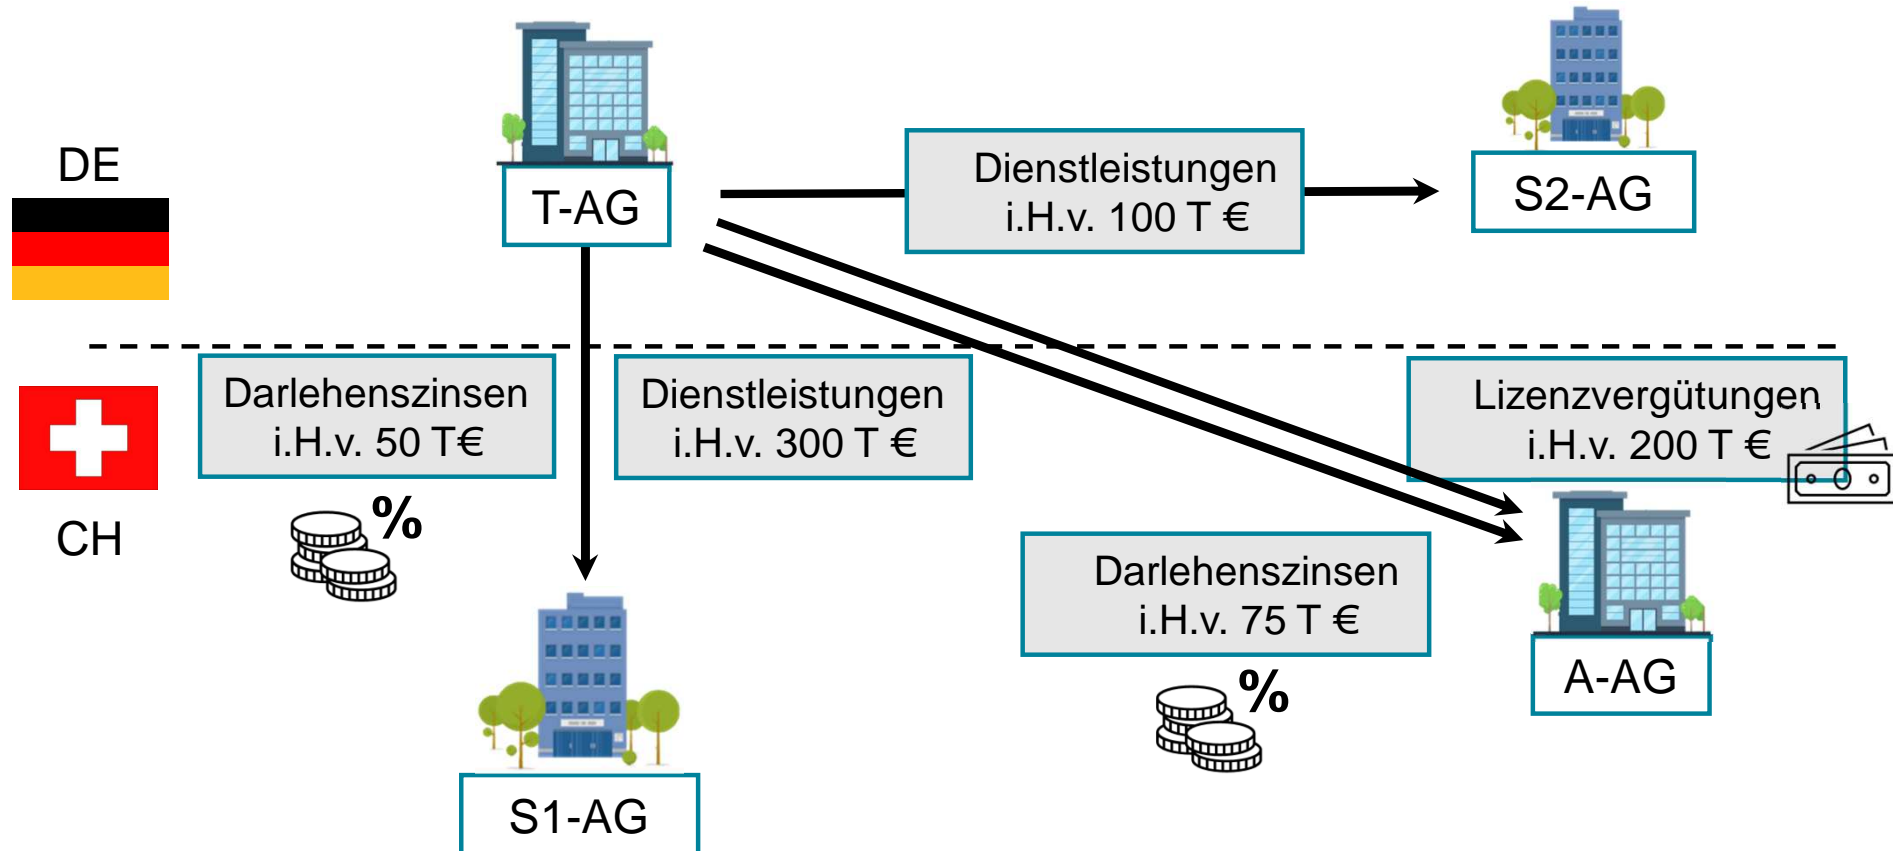 DE
T-AG
Dienstleistungen
i.H.v. 100 T €
S2-AG
Darlehenszinsen
i.H.v. 50 T€
%
Dienstleistungen
i.H.v. 300 T €
Lizenzvergütungen
i.H.v. 200 T €
CH
Darlehenszinsen
i.H.v. 75 T €
%
A-AG
S1-AG